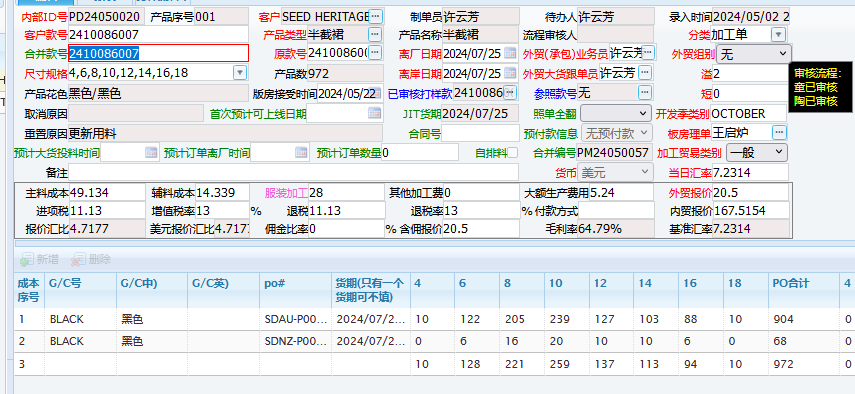 内部ID号 PD24050020 产品序号 001 客户 SEED HERITAGE 制单员 许云芳 待办人 许云芳 录入时间 2024/05/02 2
客户款号 2410086007 产品类型 半截裙 产品名称 半截裙 流程审核人 分类 加工单
合并款号 2410086007 原款号 241008600 离厂日期 2024/07/25 外贸(承包)业务员 许云芳 外贸组别 无
尺寸规格 4,6,8,10,12,14,16,18 产品数 972 离岸日期 2024/07/25 外贸大货跟单员 许云芳 溢 2
审核流程:
童已审核
陶已审核
产品花色 黑色/黑色 版房接受时间 2024/05/22 已审核打样款 2410086 参照款号 无 短 0
取消原因 首次预计可上线日期 JIT货期 2024/07/25 照单全翻 开发季类别 OCTOBER
重置原因 更新用料 合同号 预付款信息 无预付款 板房理单 王启炉
预计大货投料时间 预计订单离厂时间 预计订单数量 0 自排料 合并编号 PM24050057 加工贸易类别 一般
备注 货币 美元 当日汇率 7.2314
主料成本 49.134 辅料成本 14.339 服装加工 28 其他加工费 0 大额生产费用 5.24 外贸报价 20.5
进项税 11.13 增值税率 13 % 退税 11.13 退税率 13 % 付款方式 内贸报价 167.5154
报价汇比 4.7177 美元报价汇比 4.7177 佣金比率 0 % 含佣报价 20.5 毛利率 64.79% 基准汇率 7.2314
新增 删除
成本序号 G/C号 G/C中) G/C英) po# 货期(只有一个货期可不填) 4 6 8 10 12 14 16 18 PO合计 4
1 BLACK 黑色 SDAU-P00... 2024/07/2... 10 122 205 239 127 103 88 10 904 0
2 BLACK 黑色 SDNZ-P00... 2024/07/2... 0 6 16 20 10 10 6 0 68 0
3 10 128 221 259 137 113 94 10 972 0